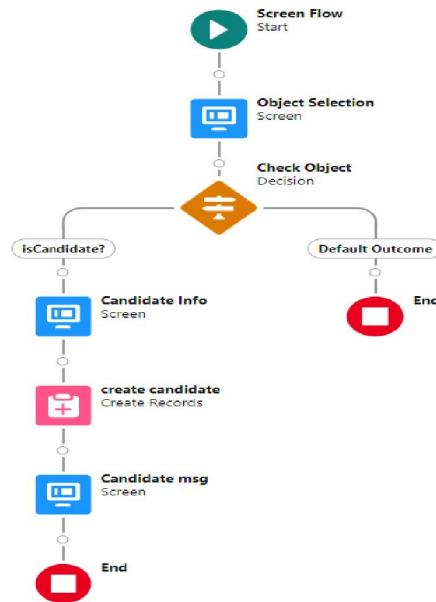 Screen Flow
Start
Object Selection
Screen
Check Object
Decision
isCandidate?
Default Outcome
Candidate Info
Screen
End
create candidate
Create Records
Candidate msg
Screen
End